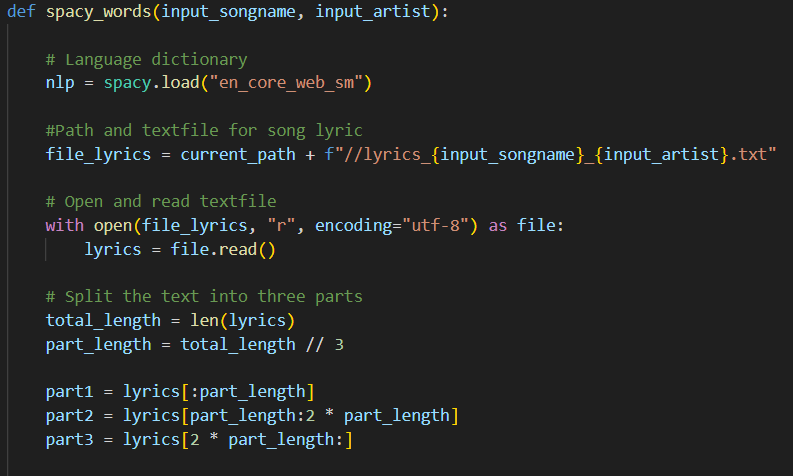 def spacy_words(input_songname, input_artist):
# Language dictionary
nlp = spacy.load("en_core_web_sm")
#Path and textfile for song lyric
file_lyrics = current_path + f"//lyrics_{input_songname}_{input_artist}.txt"
# Open and read textfile
with open(file_lyrics, "r", encoding="utf-8") as file:
lyrics = file.read()
# Split the text into three parts
total_length = len(lyrics)
part_length = total_length // 3
part1 = lyrics[:part_length]
part2 = lyrics[part_length:2 * part_length]
part3 = lyrics[2 * part_length:]